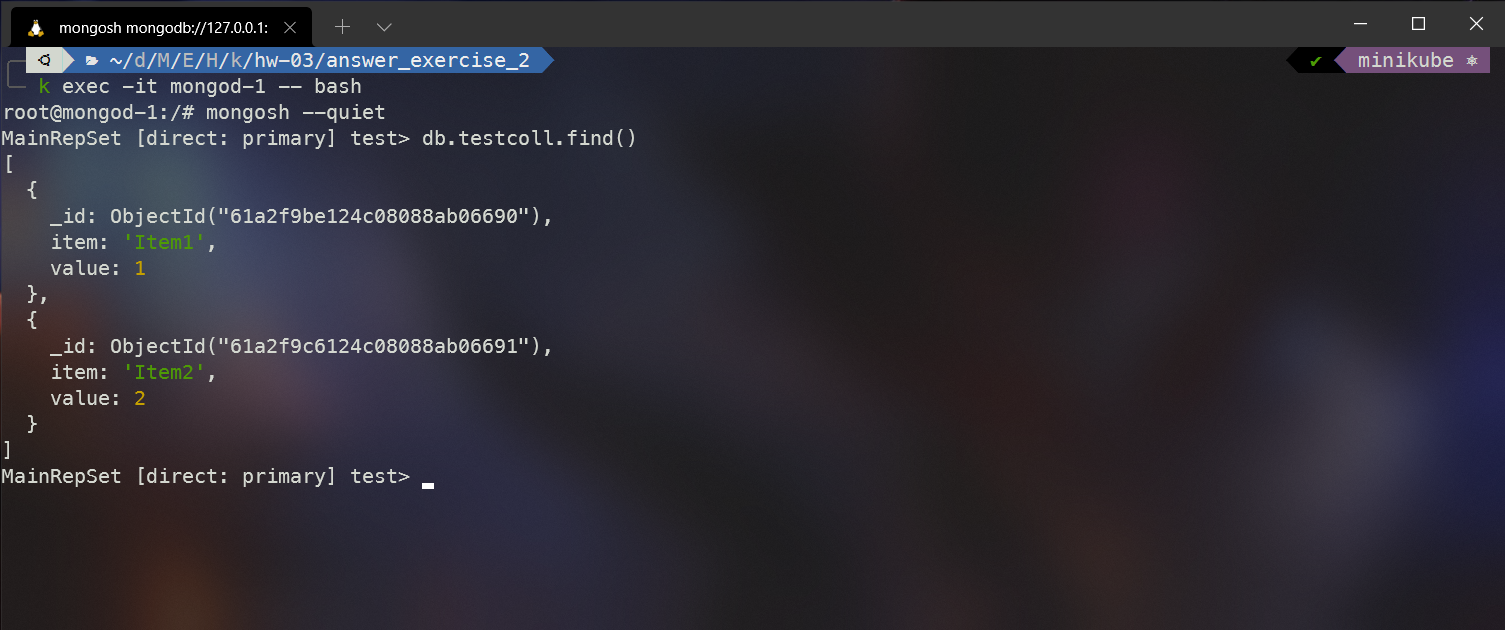 mongosh mongodb://127.0.0.1:
~/d/M/E/H/k/hw-03/answer_exercise_2 ✔ minikube
k exec -it mongod-1 -- bash
root@mongod-1:/# mongosh --quiet
MainRepSet [direct: primary] test> db.testcoll.find()
[
  {
    _id: ObjectId("61a2f9be124c08088ab06690"),
    item: 'Item1',
    value: 1
  },
  {
    _id: ObjectId("61a2f9c6124c08088ab06691"),
    item: 'Item2',
    value: 2
  }
]
MainRepSet [direct: primary] test>